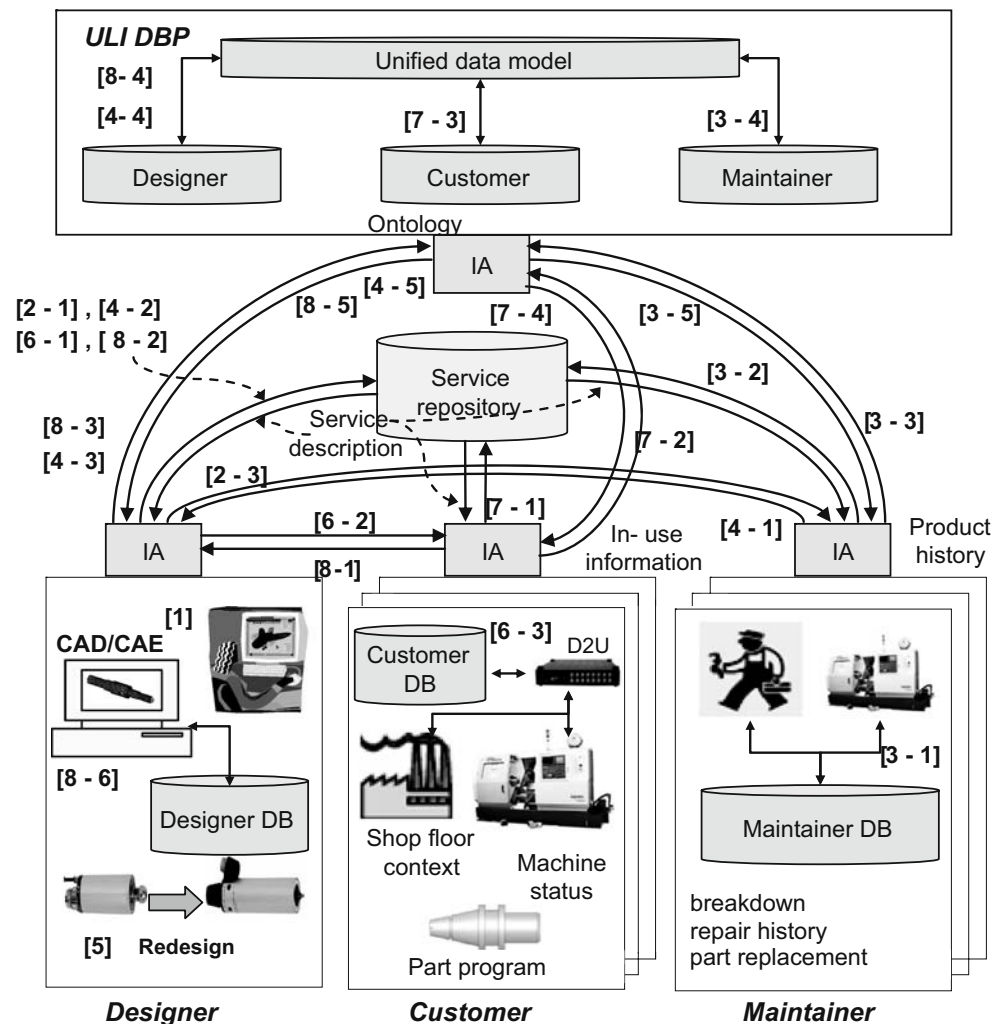 ULI DBP
Unified data model
[8- 4]
[4- 4]
[7 - 3]
[3 - 4]
Designer
Customer
Maintainer
Ontology
IA
[2 - 1] , [4 - 2]
[6 - 1] , [ 8 - 2]
[8 - 5]
[4 - 5]
[7 - 4]
[3 - 5]
Service
repository
[3 - 2]
Service
description
[8 - 3]
[4 - 3]
[3 - 3]
[7 - 2]
[2 - 3]
[6 - 2]
[7 - 1]
[4 - 1]
IA
IA
IA
In- use
information
Product
history
[8 -1]
[1]
CAD/CAE
[8 - 6]
Designer DB
[5]
Redesign
[6 - 3]
Customer
DB
D2U
Shop floor
context
Machine
status
Part program
[3 - 1]
Maintainer DB
breakdown
repair history
part replacement
Designer
Customer
Maintainer